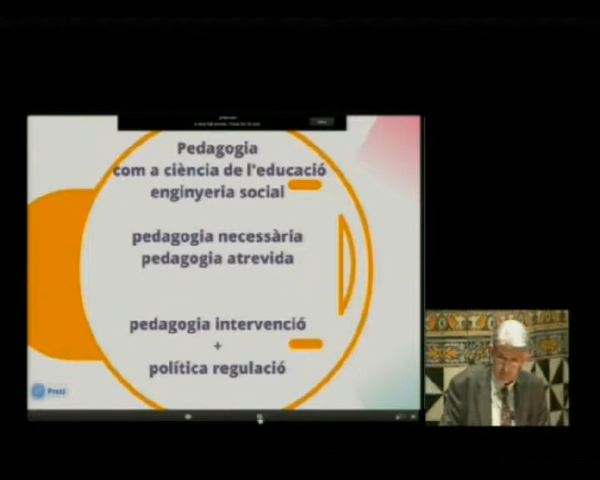 Pedagogia
com a ciència de l'educació
enginyeria social
pedagogia necessària
pedagogia atrevida
pedagogia intervenció
+
política regulació
Prezi